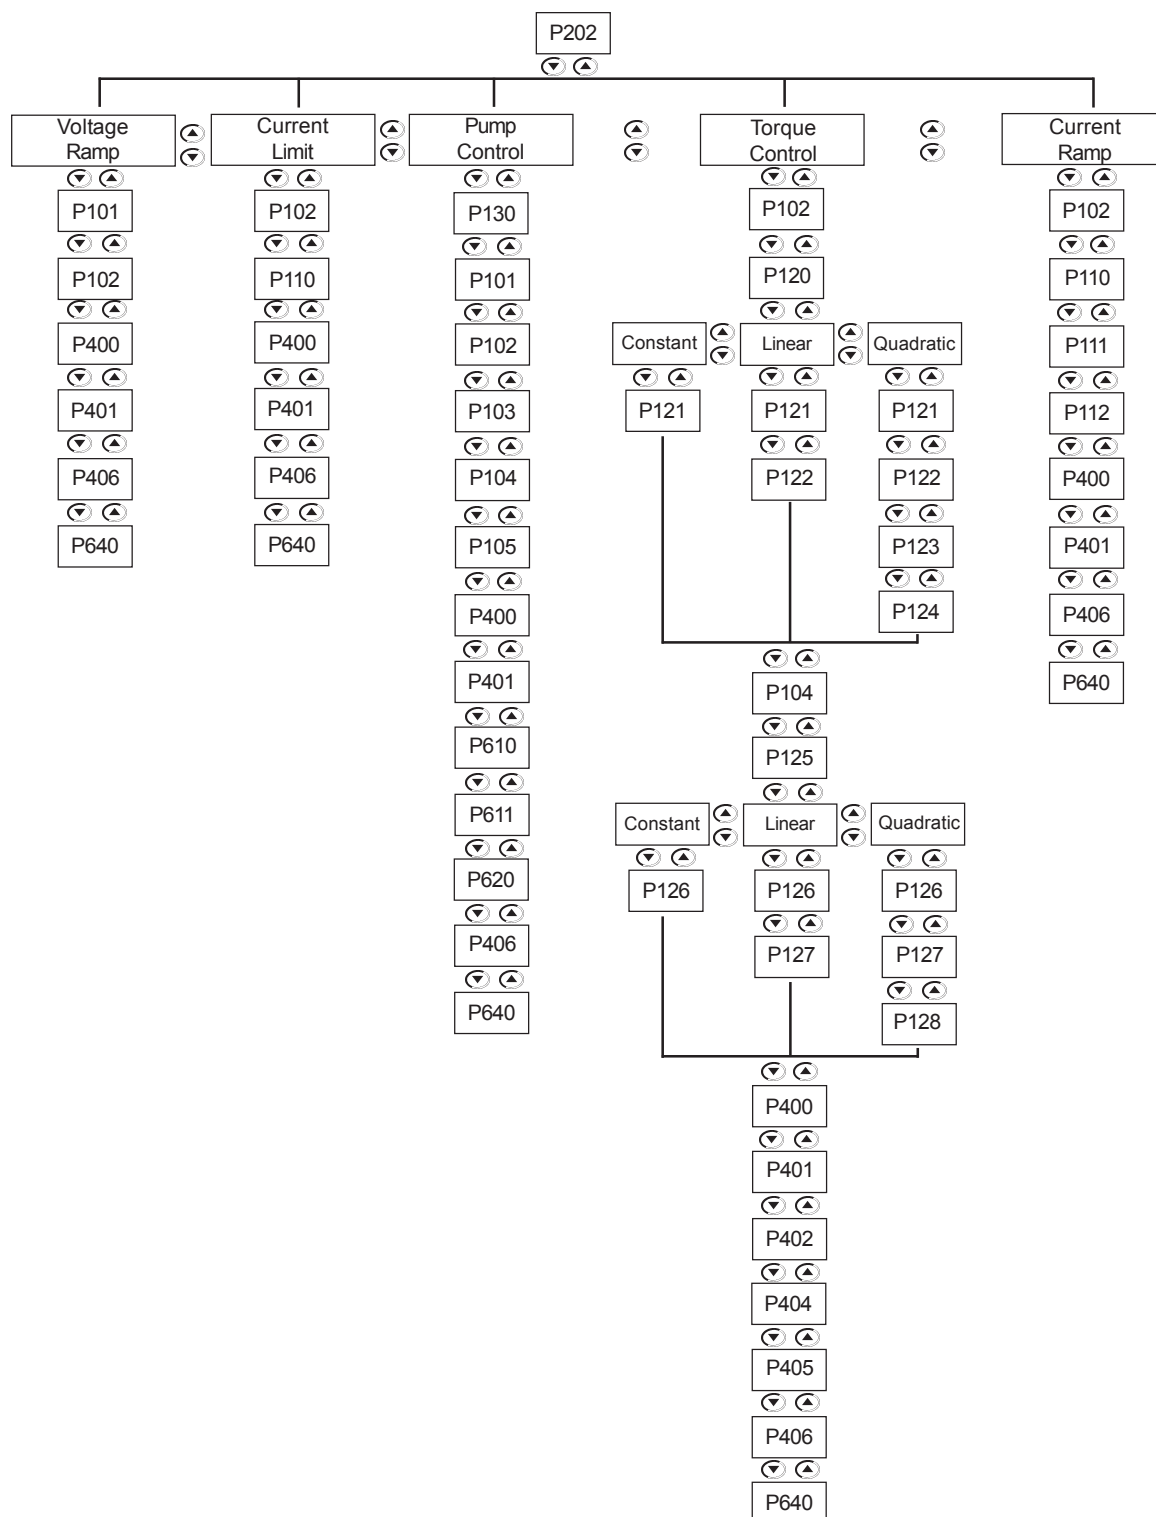 P202
Voltage
Ramp
P101
P102
P400
P401
P406
P640
Current
Limit
P102
P110
P400
P401
P406
P640
Pump
Control
P130
P101
P102
P103
P104
P105
P400
P401
P610
P611
P620
P406
P640
Torque
Control
P102
P120
Constant
P121
Linear
P121
P122
Quadratic
P121
P122
P123
P124
P104
P125
Constant
P126
Linear
P126
P127
Quadratic
P126
P127
P128
P400
P401
P402
P404
P405
P406
P640
Current
Ramp
P102
P110
P111
P112
P400
P401
P406
P640